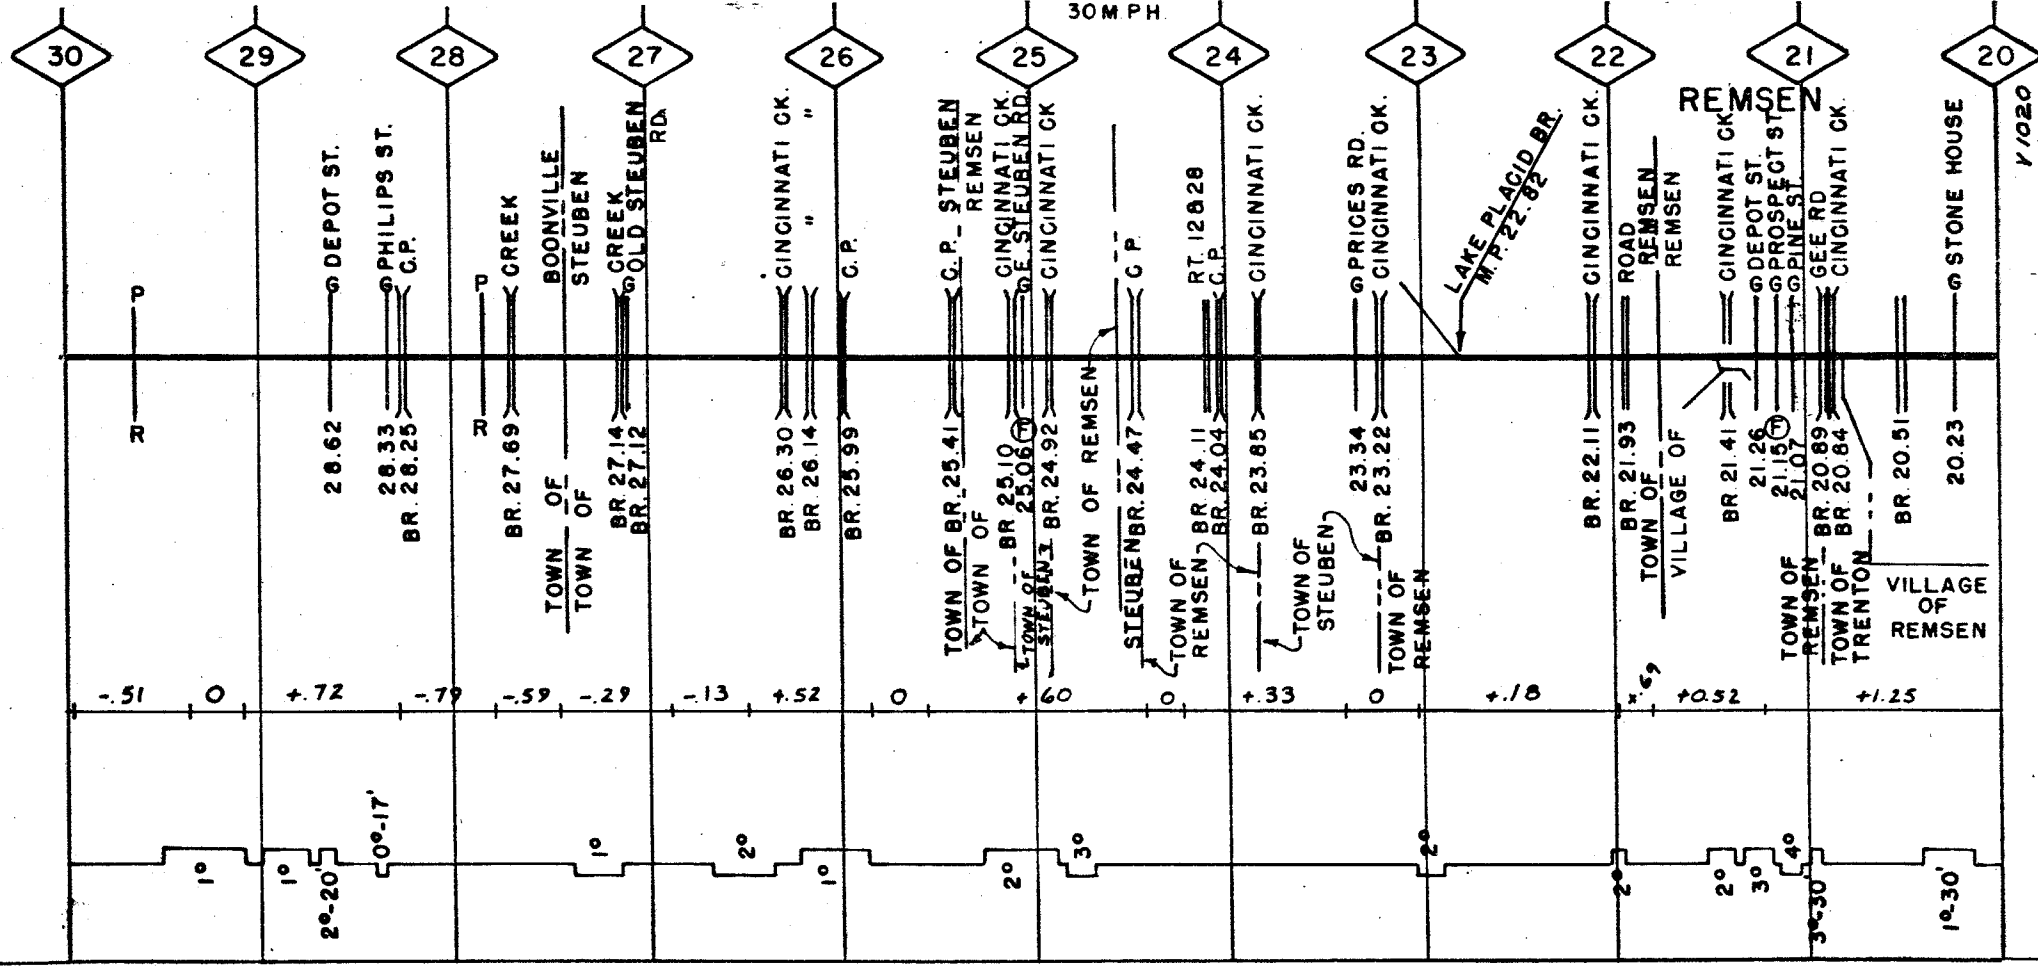 30 M.PH.
30 29 28 27 26 25 24 23 22 21 20
V1020
REMSEN
P
R
G DEPOT ST.
28.62
G PHILIPS ST.
28.33
C.P.
BR. 28.25
P
R
CREEK
BR. 27.69
BOONVILLE
STEUBEN
TOWN OF
TOWN OF
CREEK
BR. 27.14
G OLD STEUBEN
RD.
BR. 27.12
CINCINNATI CK.
BR. 26.30
" "
BR. 26.14
C.P.
BR. 25.99
C.P.
BR. 25.41
STEUBEN
REMSEN
TOWN OF
TOWN OF
CINCINNATI CK.
BR 25.10
G E. STEUBEN RD.
25.06 F
CINCINNATI CK
BR. 24.92
TOWN OF
STEUBEN
TOWN OF REMSEN
C P.
BR. 24.47
STEUBEN
TOWN OF
REMSEN
RT. 12&28
BR. 24.11
C.P.
BR. 24.04
CINCINNATI CK.
BR. 23.85
TOWN OF
STEUBEN
G PRICES RD.
23.34
CINCINNATI CK.
BR. 23.22
TOWN OF
REMSEN
LAKE PLACID BR.
M.P. 22.82
CINCINNATI CK.
BR. 22.11
ROAD
BR. 21.93
REMSEN
REMSEN
TOWN OF
VILLAGE OF
CINCINNATI CK.
BR 21.41
G DEPOT ST.
21.26
G PROSPECT ST.
21.15 F
G PINE ST.
21.07
GEE RD
BR. 20.89
CINCINNATI CK.
BR. 20.84
TOWN OF
REMSEN
TOWN OF
TRENTON
VILLAGE
OF
REMSEN
BR. 20.51
G STONE HOUSE
20.23
-.51 0 +.72 -.79 -.59 -.29 -.13 +.52 0 +60 0 +.33 0 +.18 +0.52 +1.25
1° 1° 2°-20' 0°-17' 1° 2° 1° 2° 3° 2° 2° 2° 3° 4° 3°-30' 1°-30'